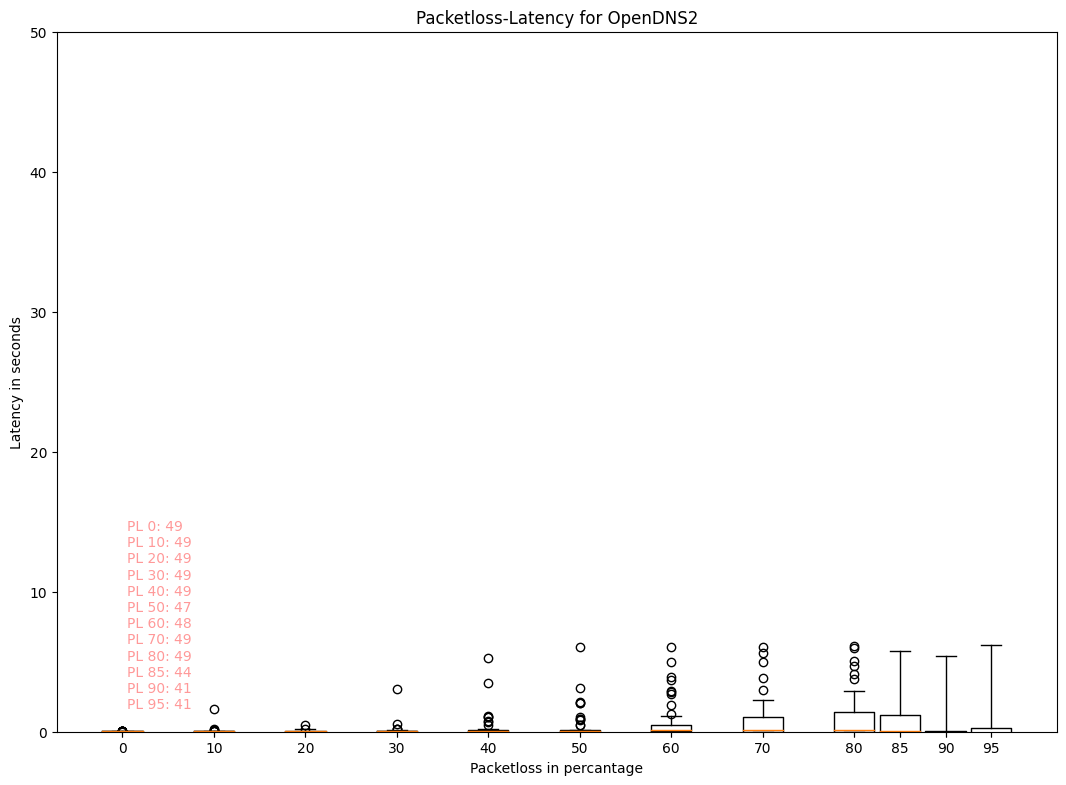 Packetloss-Latency for OpenDNS2
50
40
30
20
10
0
Latency in seconds
PL 0: 49
PL 10: 49
PL 20: 49
PL 30: 49
PL 40: 49
PL 50: 47
PL 60: 48
PL 70: 49
PL 80: 49
PL 85: 44
PL 90: 41
PL 95: 41
0 10 20 30 40 50 60 70 80 85 90 95
Packetloss in percantage